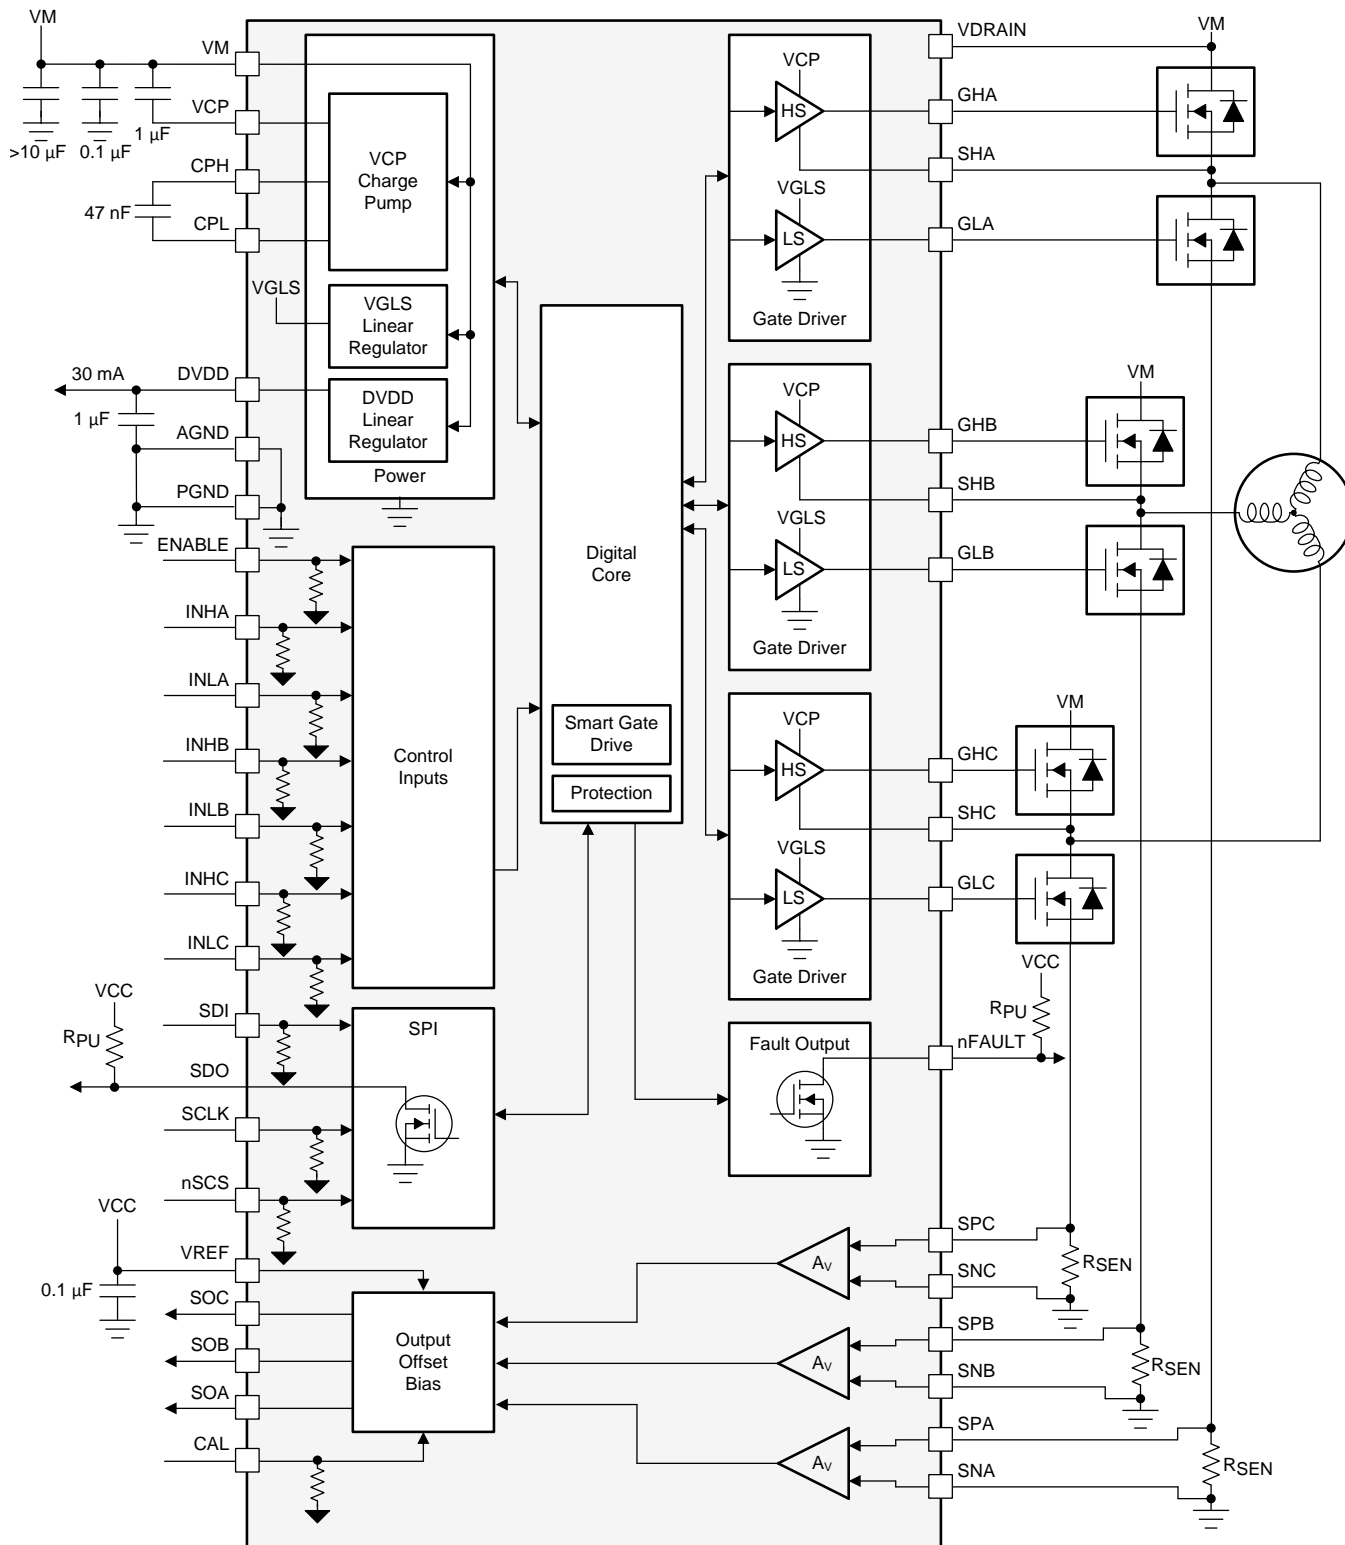 VM
VM
VCP
>10 µF
0.1 µF
1 µF
CPH
47 nF
CPL
VCP
Charge
Pump
VGLS
VGLS
Linear
Regulator
30 mA
DVDD
1 µF
DVDD
Linear
Regulator
AGND
Power
PGND
ENABLE
INHA
INLA
INHB
INLB
INHC
INLC
Control
Inputs
VCC
RPU
SDI
SDO
SCLK
nSCS
SPI
VCC
VREF
0.1 µF
SOC
SOB
SOA
CAL
Output
Offset
Bias
Digital
Core
Smart Gate
Drive
Protection
VCP
HS
VGLS
LS
Gate Driver
VCP
HS
VGLS
LS
Gate Driver
VCP
HS
VGLS
LS
Gate Driver
Fault Output
AV
AV
AV
VDRAIN
VM
GHA
SHA
GLA
VM
GHB
SHB
GLB
VM
GHC
SHC
GLC
VCC
RPU
nFAULT
SPC
SNC
RSEN
SPB
SNB
RSEN
SPA
SNA
RSEN